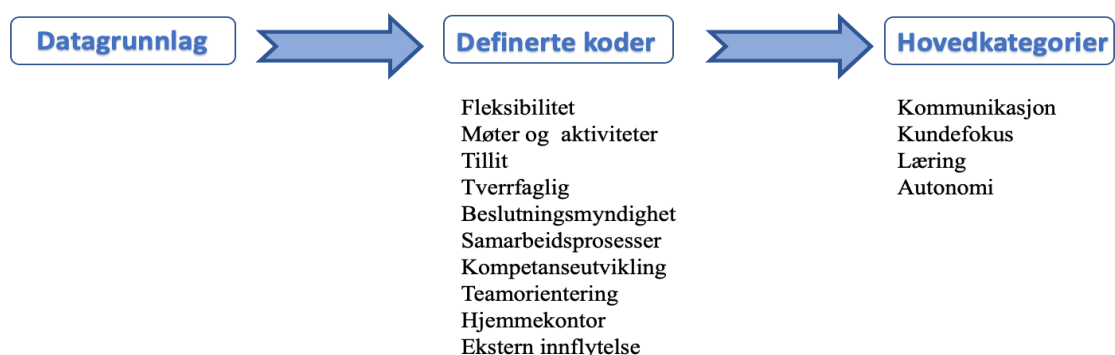 Datagrunnlag
Definerte koder
Hovedkategorier
Fleksibilitet
Møter og  aktiviteter
Tillit
Tverrfaglig
Beslutningsmyndighet
Samarbeidsprosesser
Kompetanseutvikling
Teamorientering
Hjemmekontor
Ekstern innflytelse
Kommunikasjon
Kundefokus
Læring
Autonomi